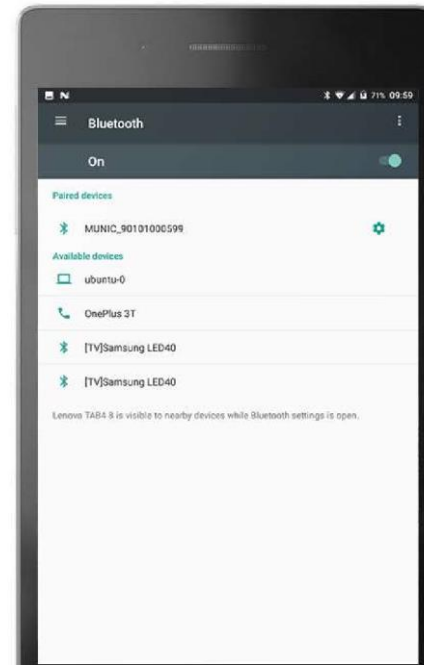 71% 09:59
Bluetooth
On
Paired devices
MUNIC_90101000599
Available devices
ubuntu-0
OnePlus 3T
[TV]Samsung LED40
[TV]Samsung LED40
Lenovo TAB4 8 is visible to nearby devices while Bluetooth settings is open.